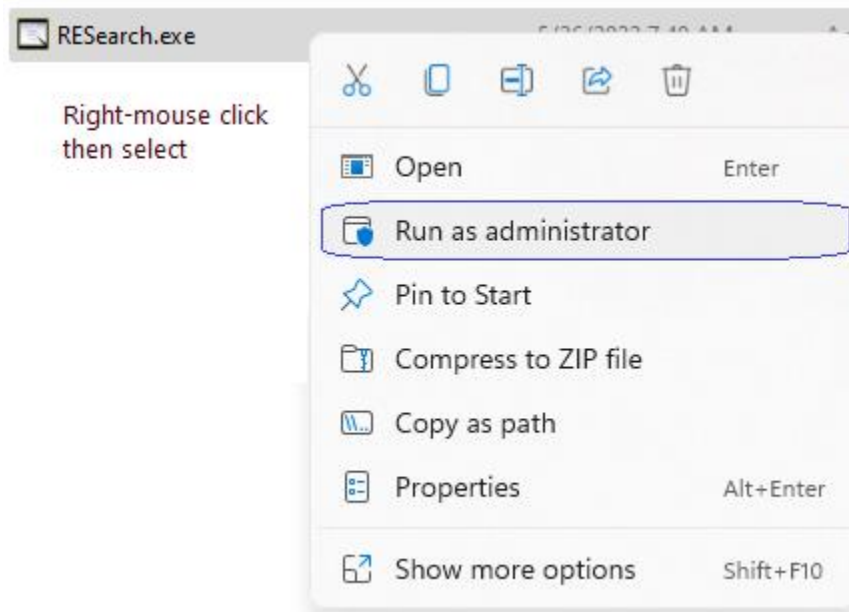 RESearch.exe
Right-mouse click
then select
Open Enter
Run as administrator
Pin to Start
Compress to ZIP file
Copy as path
Properties Alt+Enter
Show more options Shift+F10